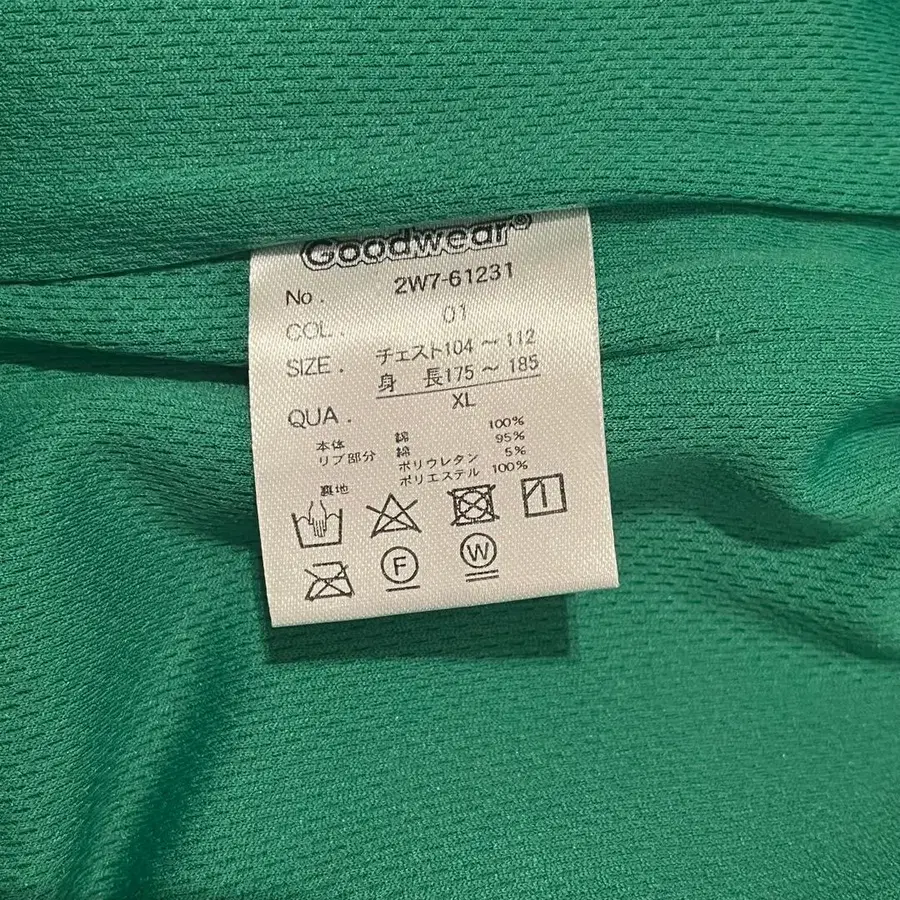 Goodwear®
No. 2W7-61231
COL. 01
SIZE. チェスト104～112
身 長175～185
XL
QUA.
本体 綿 100%
リブ部分 綿 95%
ポリウレタン 5%
裏地 ポリエステル 100%
F
W